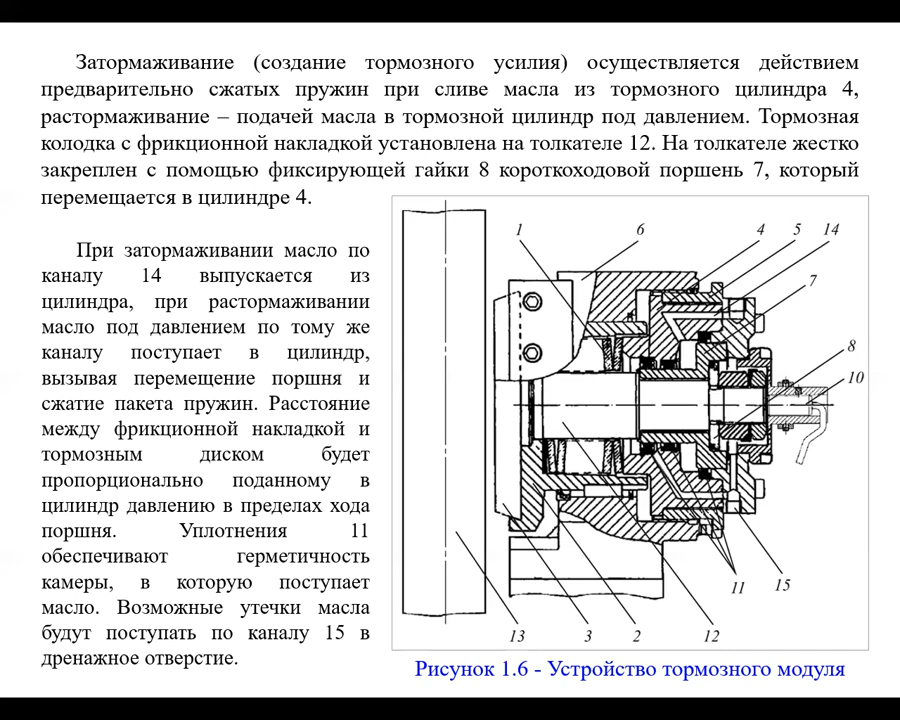 Затормаживание (создание тормозного усилия) осуществляется действием
предварительно сжатых пружин при сливе масла из тормозного цилиндра 4,
растормаживание – подачей масла в тормозной цилиндр под давлением. Тормозная
колодка с фрикционной накладкой установлена на толкателе 12. На толкателе жестко
закреплен с помощью фиксирующей гайки 8 короткоходовой поршень 7, который
перемещается в цилиндре 4.
При затормаживании масло по
каналу 14 выпускается из
цилиндра, при растормаживании
масло под давлением по тому же
каналу поступает в цилиндр,
вызывая перемещение поршня и
сжатие пакета пружин. Расстояние
между фрикционной накладкой и
тормозным диском будет
пропорционально поданному в
цилиндр давлению в пределах хода
поршня. Уплотнения 11
обеспечивают герметичность
камеры, в которую поступает
масло. Возможные утечки масла
будут поступать по каналу 15 в
дренажное отверстие.
1 6 4 5 14
7
8
10
11 15
13 3 2 12
Рисунок 1.6 - Устройство тормозного модуля